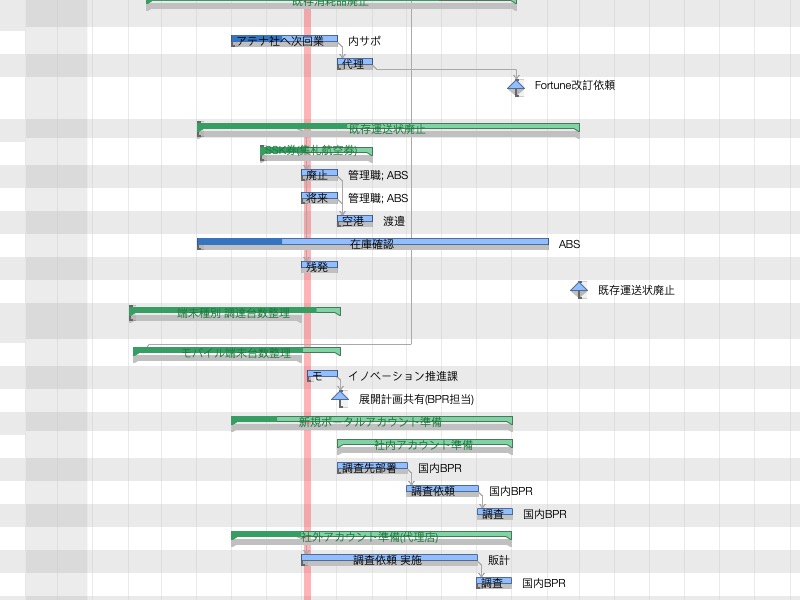 既存消耗品廃止
アテナ社へ次回業 内サポ
代理
Fortune改訂依頼
既存運送状廃止
SSK券(集札航空券)
廃止 管理職; ABS
将来 管理職; ABS
空港 渡邉
在庫確認 ABS
残発
既存運送状廃止
端末種別 調達台数整理
モバイル端末台数整理
モ イノベーション推進課
展開計画共有(BPR担当)
新規ポータルアカウント準備
社内アカウント準備
調査先部署 国内BPR
調査依頼 国内BPR
調査 国内BPR
社外アカウント準備(代理店)
調査依頼 実施 販計
調査 国内BPR